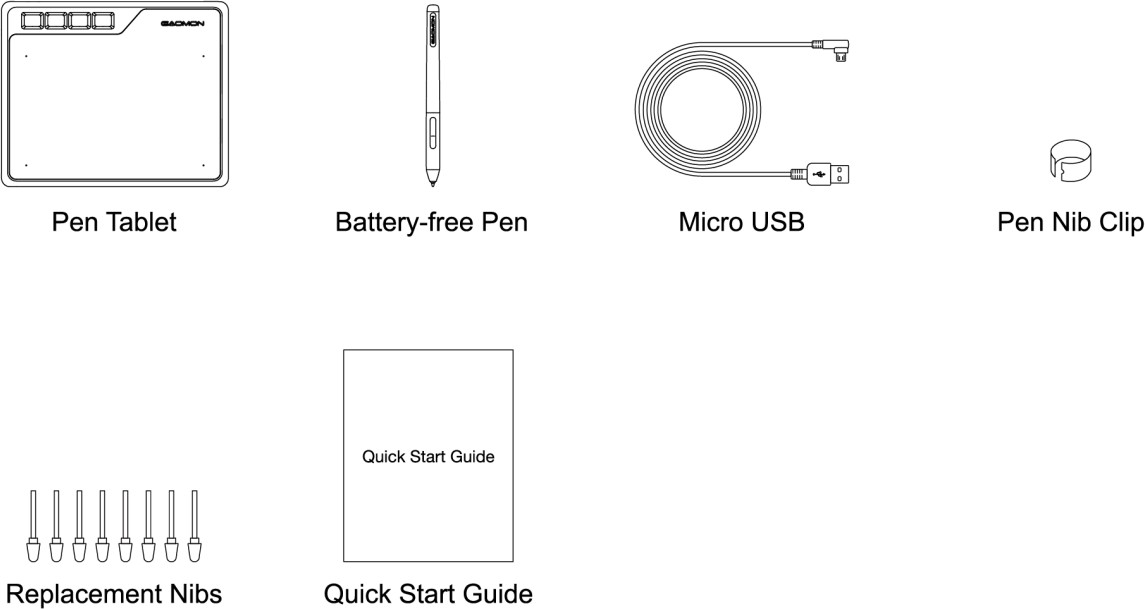 GAOMON
GAOMON
Pen Tablet
Battery-free Pen
Micro USB
Pen Nib Clip
Quick Start Guide
Replacement Nibs
Quick Start Guide